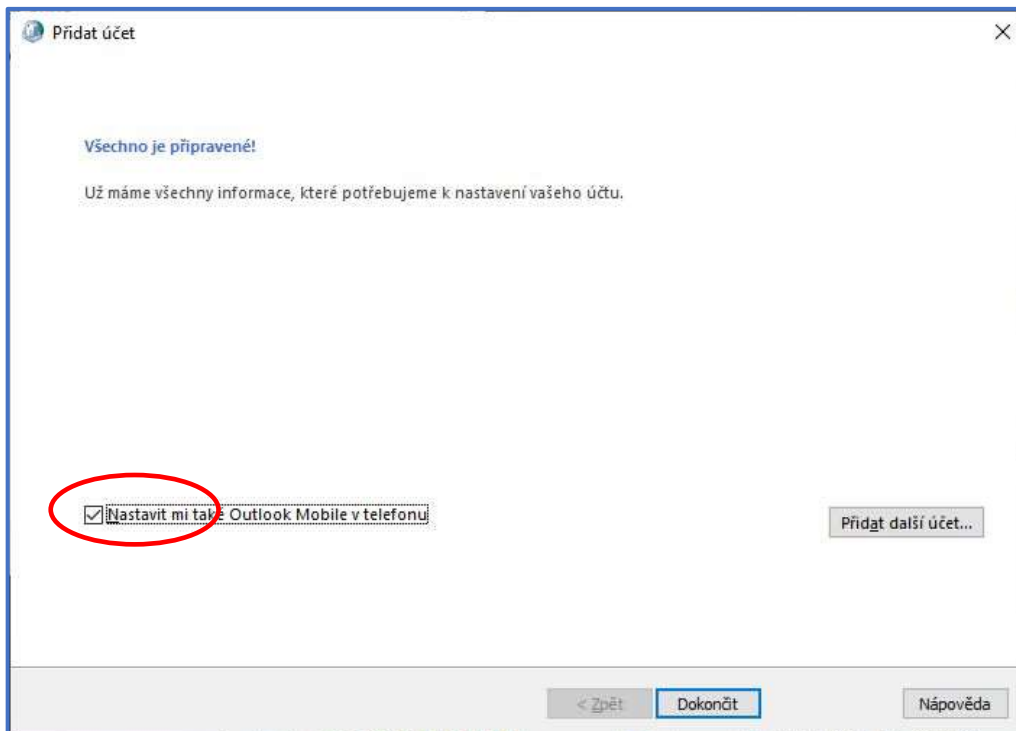 Přidat účet
Všechno je připravené!
Už máme všechny informace, které potřebujeme k nastavení vašeho účtu.
Nastavit mi také Outlook Mobile v telefonu
Přidat další účet...
< Zpět
Dokončit
Nápověda